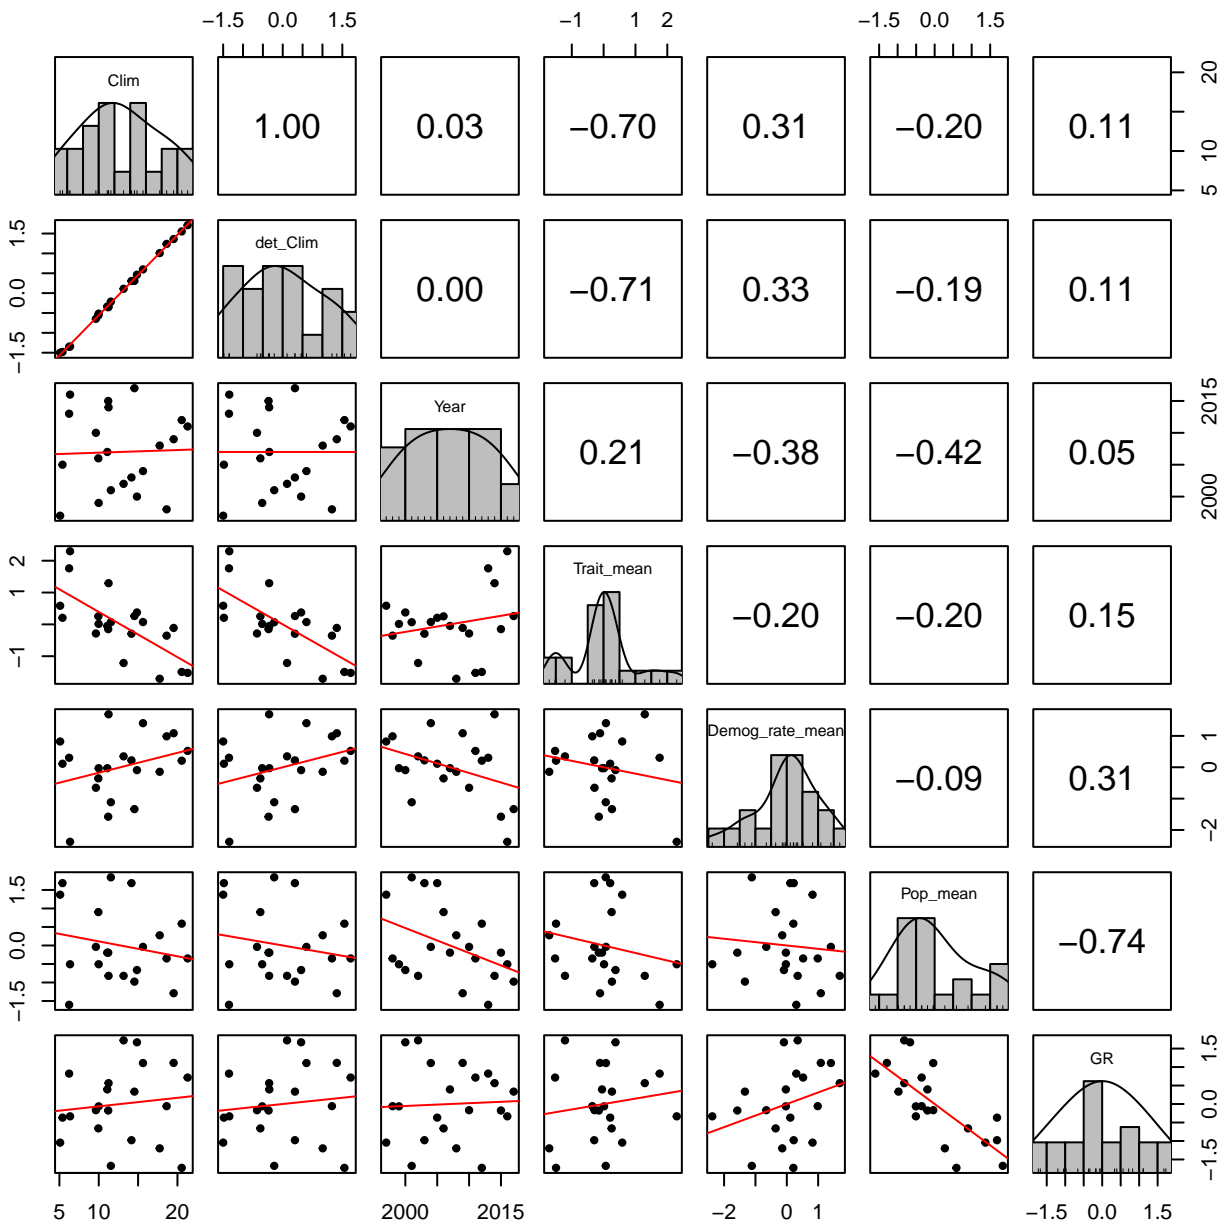 −1.5 0.0 1.5 −1 1 2 −1.5 0.0 1.5
Clim 1.00 0.03 −0.70 0.31 −0.20 0.11 5 10 20
−1.5 0.0 1.5 det_Clim 0.00 −0.71 0.33 −0.19 0.11
Year 0.21 −0.38 −0.42 0.05 2000 2015
−1 1 2 Trait_mean −0.20 −0.20 0.15
Demog_rate_mean −0.09 0.31 −2 0 1
−1.5 0.0 1.5 Pop_mean −0.74
GR −1.5 0.0 1.5
5 10 20 2000 2015 −2 0 1 −1.5 0.0 1.5